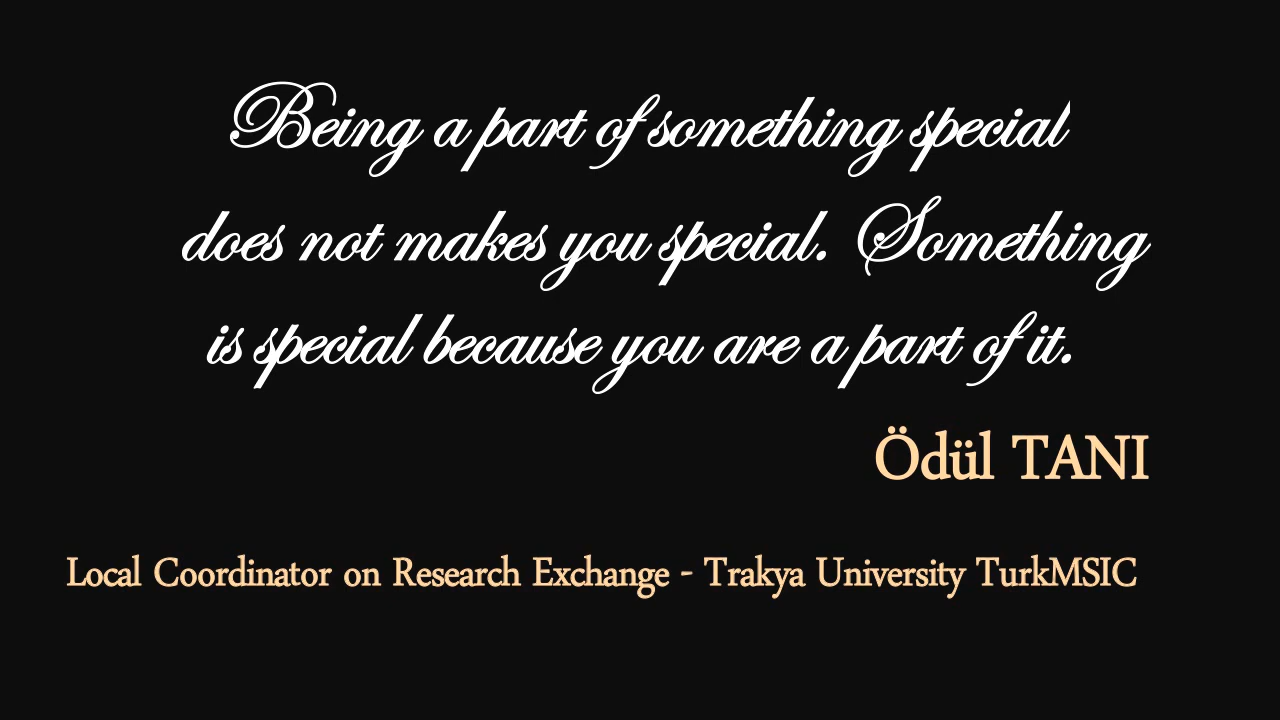 Being a part of something special
does not makes you special. Something
is special because you are a part of it.
Ödül TANI
Local Coordinator on Research Exchange - Trakya University TurkMSIC